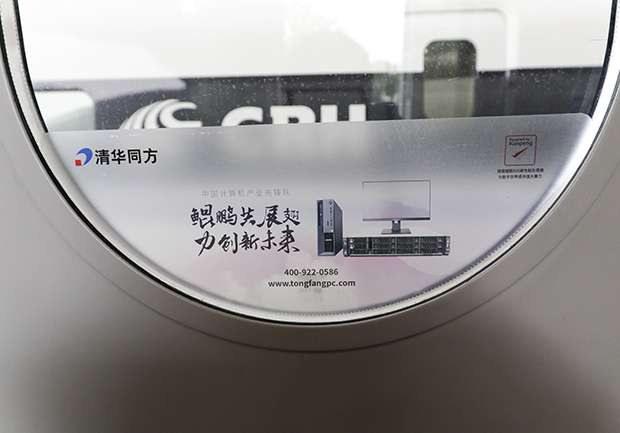 CRH
清华同方
Powered by
Kunpeng
中国计算机产业先锋队
鲲鹏共展翅
力创新未来
400-922-0586
www.tongfangpc.com